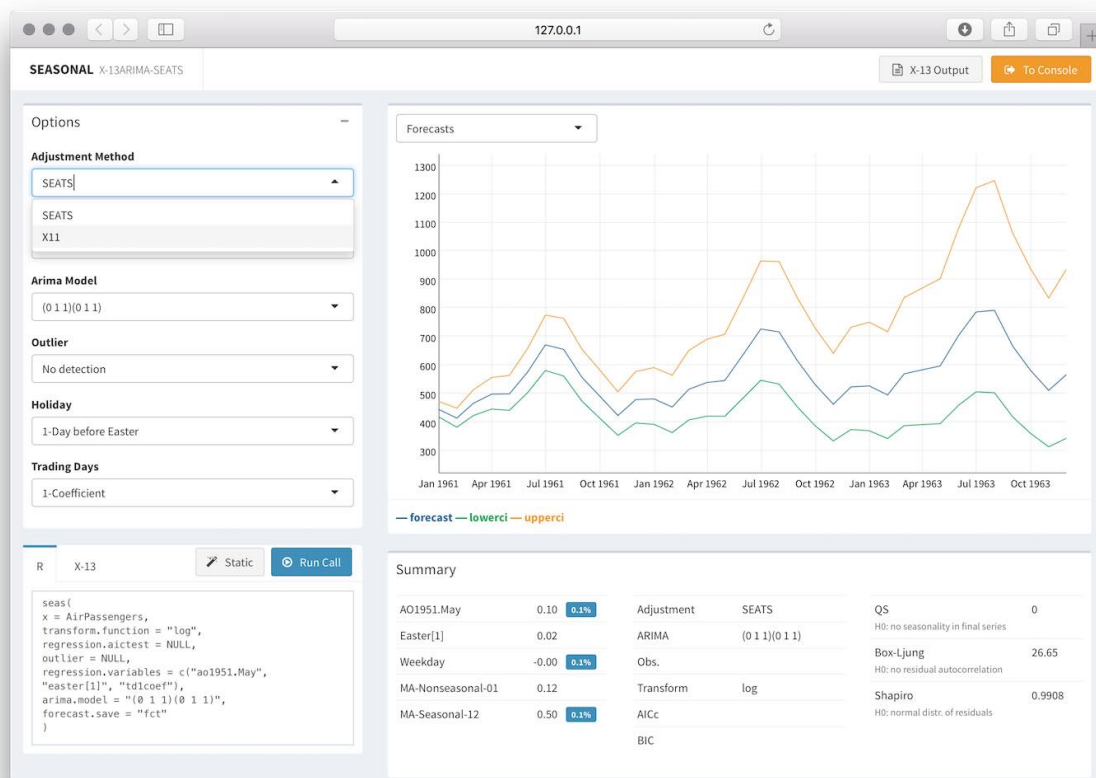 127.0.0.1
SEASONAL X-13ARIMA-SEATS
X-13 Output
To Console
Options
Adjustment Method
SEATS
SEATS
X11
Arima Model
(0 1 1)(0 1 1)
Outlier
No detection
Holiday
1-Day before Easter
Trading Days
1-Coefficient
R X-13 Static Run Call
seas(
x = AirPassengers,
transform.function = "log",
regression.aictest = NULL,
outlier = NULL,
regression.variables = c("ao1951.May",
"easter[1]", "td1coef"),
arima.model = "(0 1 1)(0 1 1)",
forecast.save = "fct"
)
Forecasts
1300
1200
1100
1000
900
800
700
600
500
400
300
Jan 1961 Apr 1961 Jul 1961 Oct 1961 Jan 1962 Apr 1962 Jul 1962 Oct 1962 Jan 1963 Apr 1963 Jul 1963 Oct 1963
forecast lowerci upperci
Summary
AO1951.May 0.10 0.1%
Easter[1] 0.02
Weekday -0.00 0.1%
MA-Nonseasonal-01 0.12
MA-Seasonal-12 0.50 0.1%
Adjustment SEATS
ARIMA (0 1 1)(0 1 1)
Obs.
Transform log
AICc
BIC
QS 0
H0: no seasonality in final series
Box-Ljung 26.65
H0: no residual autocorrelation
Shapiro 0.9908
H0: normal distr. of residuals